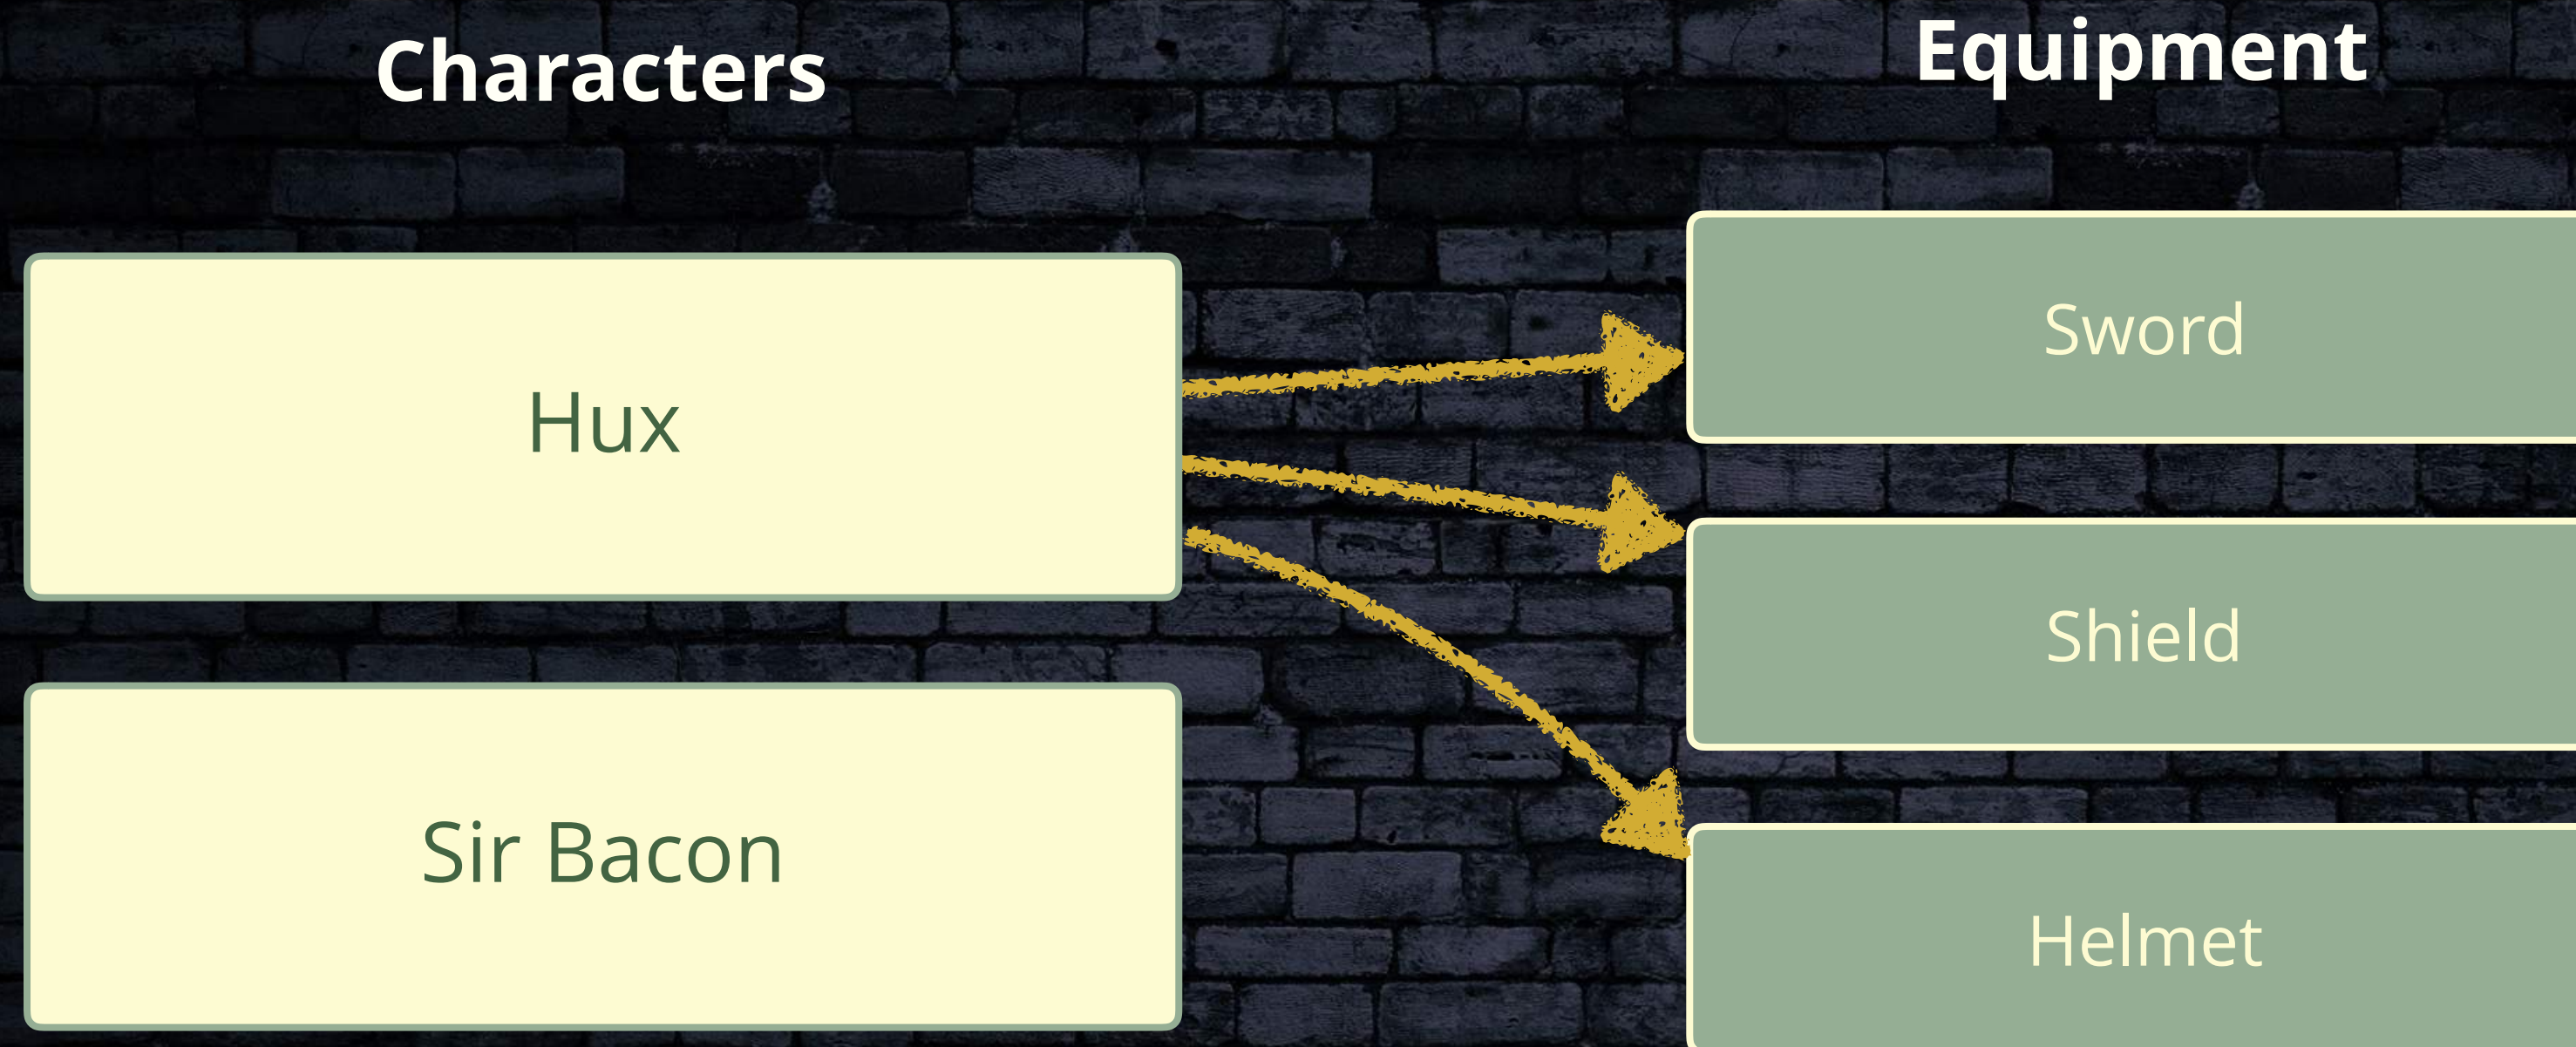 Characters
Equipment
Hux
Sir Bacon
Sword
Shield
Helmet